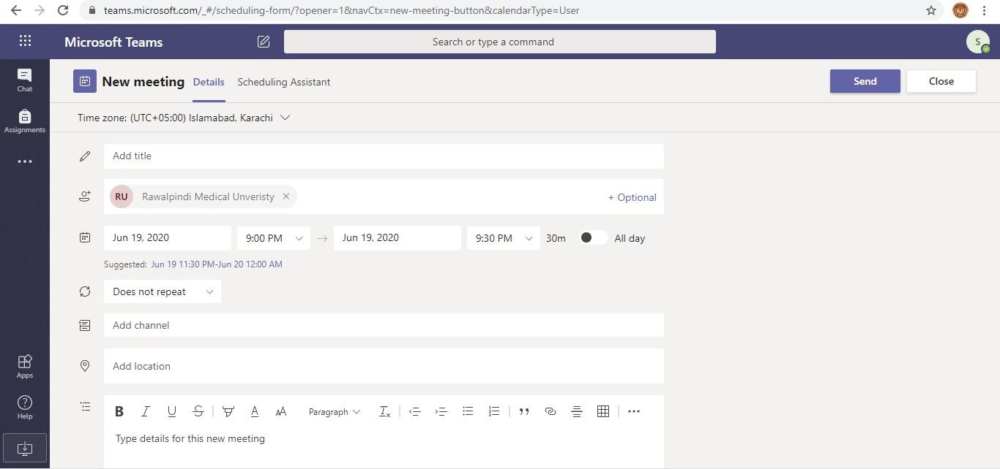 teams.microsoft.com/_#/scheduling-form/?opener=1&navCtx=new-meeting-button&calendarType=User
Microsoft Teams
Search or type a command
S
Chat
Assignments
New meeting Details Scheduling Assistant
Send Close
Time zone: (UTC+05:00) Islamabad, Karachi
Add title
RU Rawalpindi Medical Unveristy
+ Optional
Jun 19, 2020 9:00 PM → Jun 19, 2020 9:30 PM 30m All day
Suggested: Jun 19 11:30 PM-Jun 20 12:00 AM
Does not repeat
Add channel
Add location
Apps
Help
B I U S A AA Paragraph Tx
Type details for this new meeting